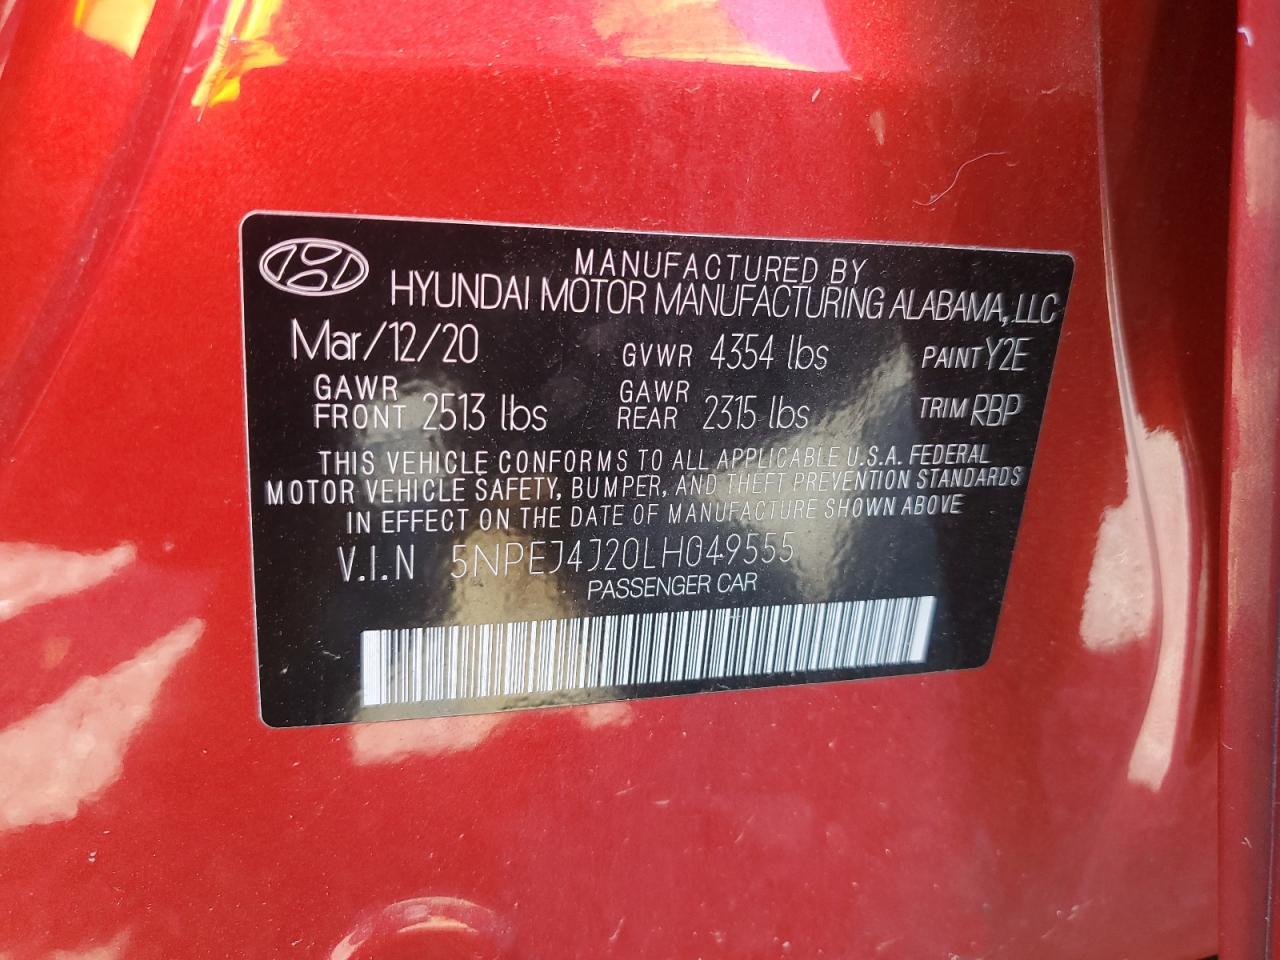 MANUFACTURED BY
HYUNDAI MOTOR MANUFACTURING ALABAMA, LLC
Mar/12/20 GVWR 4354 lbs PAINT Y2E
GAWR FRONT 2513 lbs GAWR REAR 2315 lbs TRIM RBP
THIS VEHICLE CONFORMS TO ALL APPLICABLE U.S.A. FEDERAL
MOTOR VEHICLE SAFETY, BUMPER, AND THEFT PREVENTION STANDARDS
IN EFFECT ON THE DATE OF MANUFACTURE SHOWN ABOVE
V.I.N 5NPEJ4J20LH049555
PASSENGER CAR